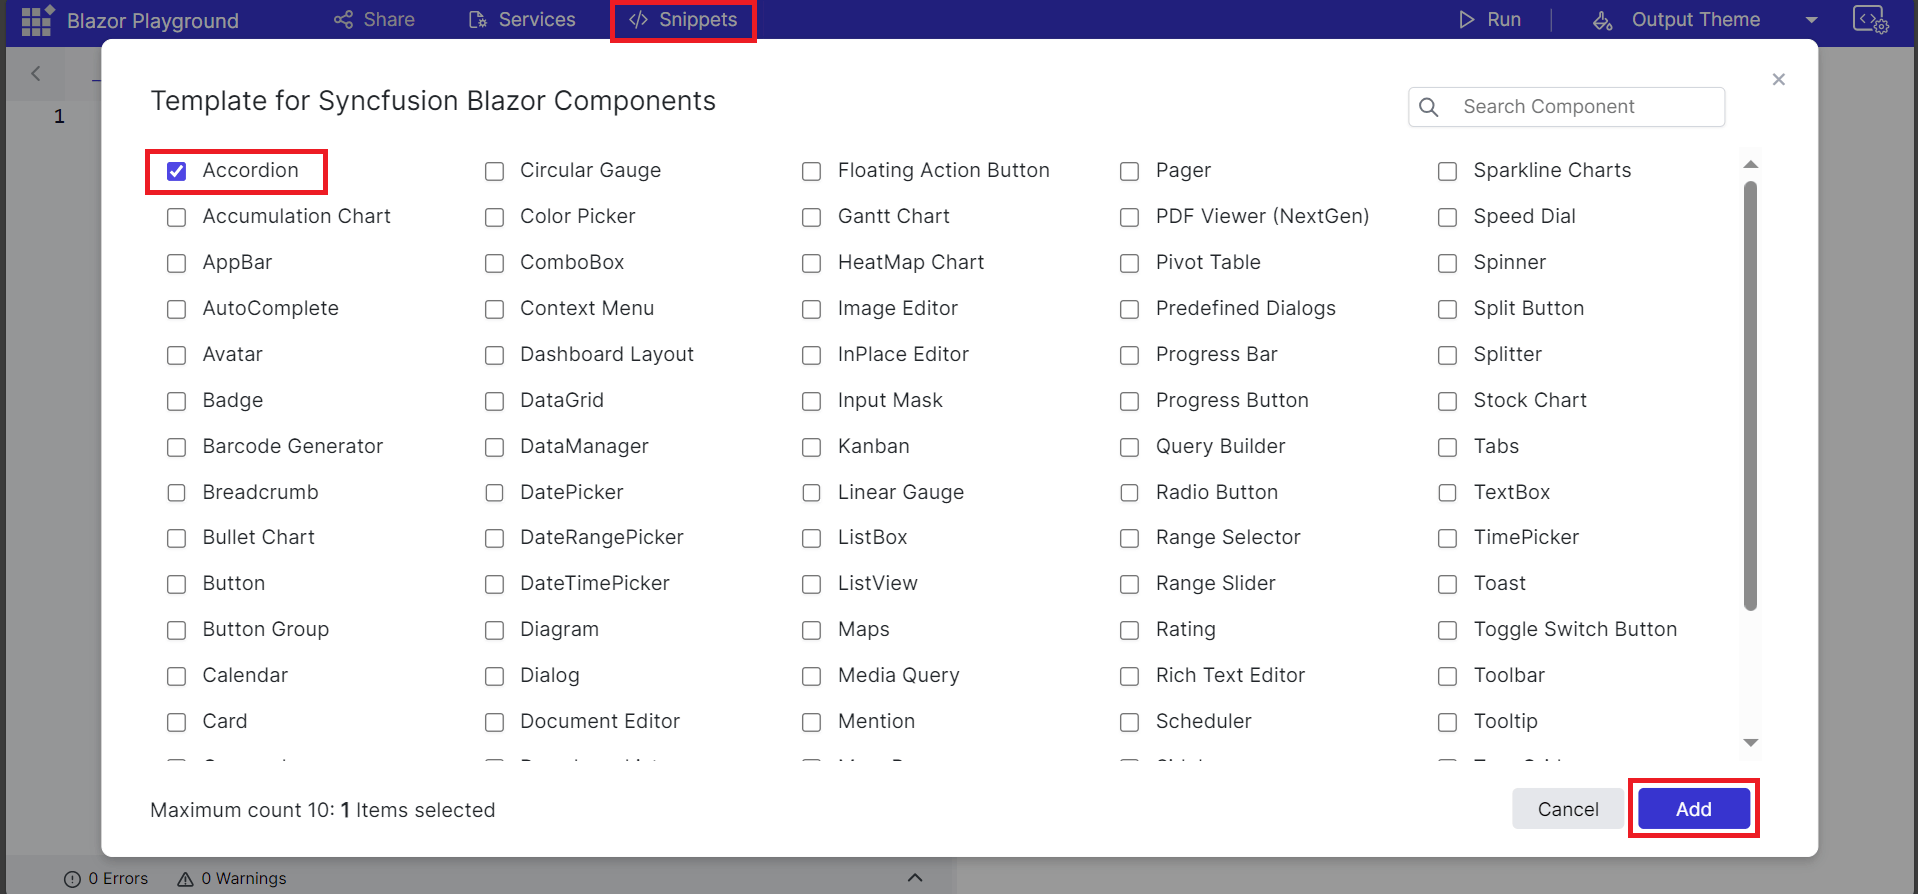 Blazor Playground Share Services </> Snippets Run Output Theme
Template for Syncfusion Blazor Components
Search Component
1
Accordion Circular Gauge Floating Action Button Pager Sparkline Charts
Accumulation Chart Color Picker Gantt Chart PDF Viewer (NextGen) Speed Dial
AppBar ComboBox HeatMap Chart Pivot Table Spinner
AutoComplete Context Menu Image Editor Predefined Dialogs Split Button
Avatar Dashboard Layout InPlace Editor Progress Bar Splitter
Badge DataGrid Input Mask Progress Button Stock Chart
Barcode Generator DataManager Kanban Query Builder Tabs
Breadcrumb DatePicker Linear Gauge Radio Button TextBox
Bullet Chart DateRangePicker ListBox Range Selector TimePicker
Button DateTimePicker ListView Range Slider Toast
Button Group Diagram Maps Rating Toggle Switch Button
Calendar Dialog Media Query Rich Text Editor Toolbar
Card Document Editor Mention Scheduler Tooltip
Maximum count 10: 1 Items selected
Cancel Add
0 Errors 0 Warnings